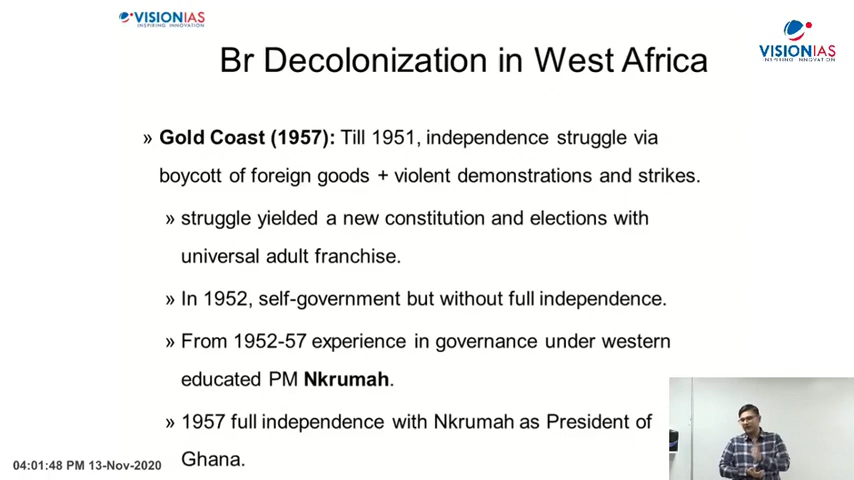 VISIONIAS
INSPIRING INNOVATION
VISIONIAS
INSPIRING INNOVATION
Br Decolonization in West Africa
» Gold Coast (1957): Till 1951, independence struggle via
boycott of foreign goods + violent demonstrations and strikes.
» struggle yielded a new constitution and elections with
universal adult franchise.
» In 1952, self-government but without full independence.
» From 1952-57 experience in governance under western
educated PM Nkrumah.
» 1957 full independence with Nkrumah as President of
Ghana.
04:01:48 PM 13-Nov-2020